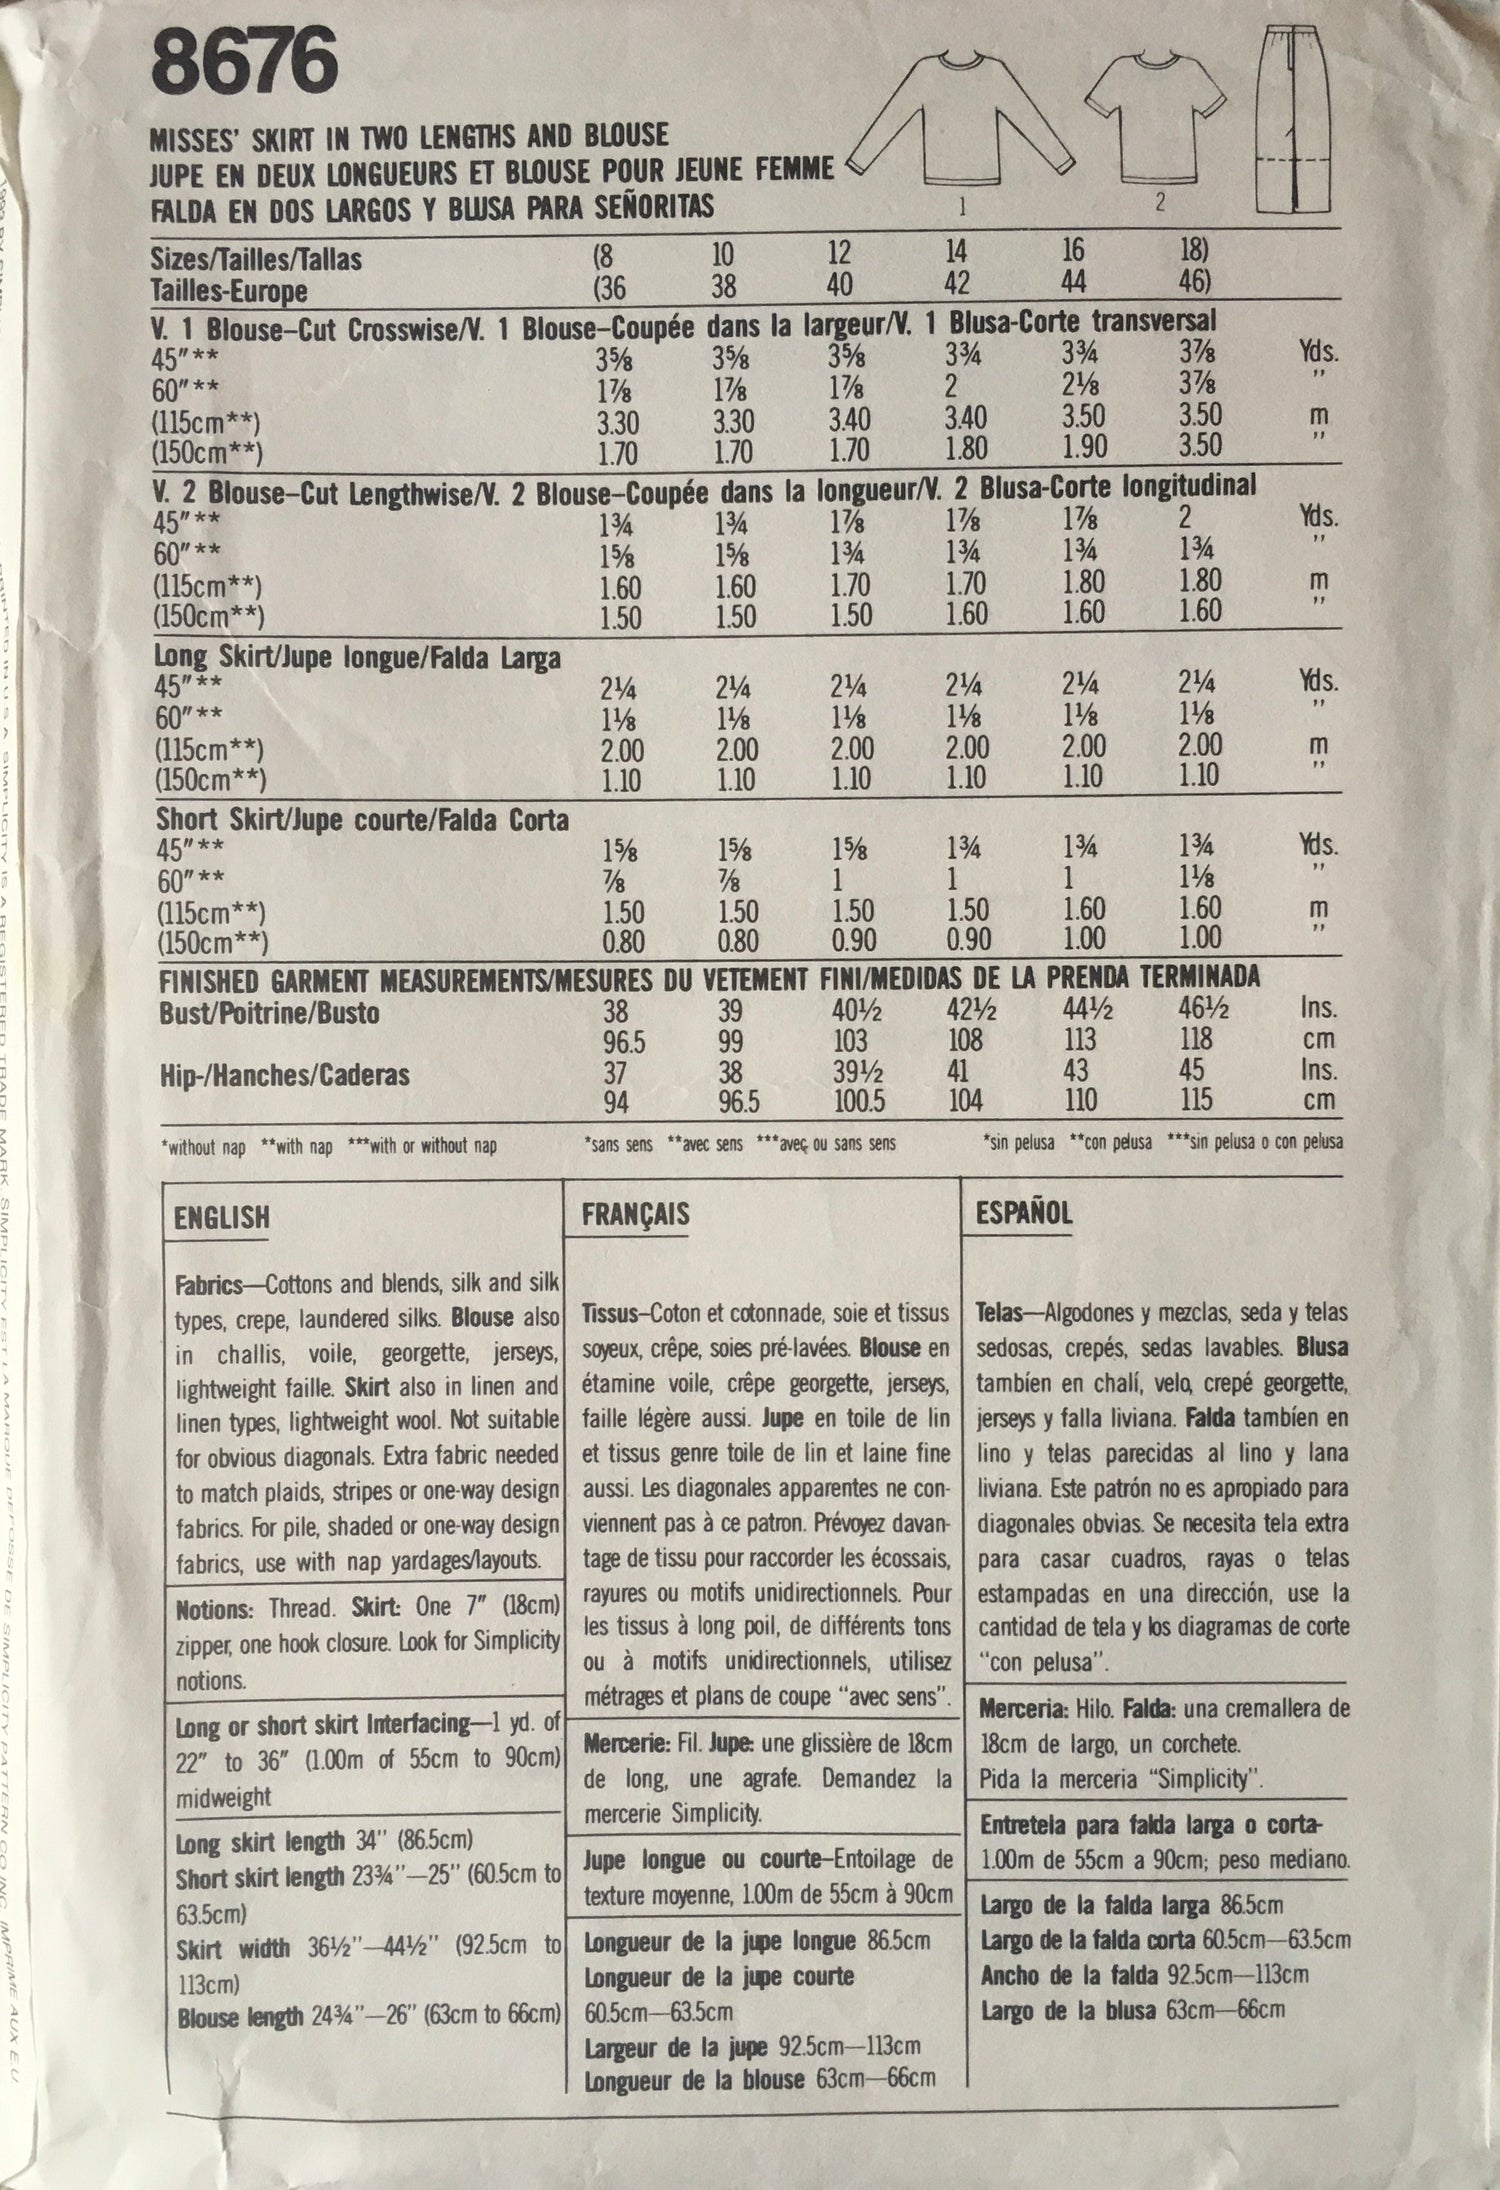 8676
MISSES' SKIRT IN TWO LENGTHS AND BLOUSE
JUPE EN DEUX LONGUEURS ET BLOUSE POUR JEUNE FEMME
FALDA EN DOS LARGOS Y BLUSA PARA SEÑORITAS
1 2
Sizes/Tailles/Tallas (8 10 12 14 16 18)
Tailles-Europe (36 38 40 42 44 46)
V. 1 Blouse–Cut Crosswise/V. 1 Blouse–Coupée dans la largeur/V. 1 Blusa-Corte transversal
45"** 3⅝ 3⅝ 3⅝ 3¾ 3¾ 3⅞ Yds.
60"** 1⅞ 1⅞ 1⅞ 2 2⅛ 3⅞ "
(115cm**) 3.30 3.30 3.40 3.40 3.50 3.50 m
(150cm**) 1.70 1.70 1.70 1.80 1.90 3.50 "
V. 2 Blouse–Cut Lengthwise/V. 2 Blouse–Coupée dans la longueur/V. 2 Blusa-Corte longitudinal
45"** 1¾ 1¾ 1⅞ 1⅞ 1⅞ 2 Yds.
60"** 1⅝ 1⅝ 1¾ 1¾ 1¾ 1¾ "
(115cm**) 1.60 1.60 1.70 1.70 1.80 1.80 m
(150cm**) 1.50 1.50 1.50 1.60 1.60 1.60 "
Long Skirt/Jupe longue/Falda Larga
45"** 2¼ 2¼ 2¼ 2¼ 2¼ 2¼ Yds.
60"** 1⅛ 1⅛ 1⅛ 1⅛ 1⅛ 1⅛ "
(115cm**) 2.00 2.00 2.00 2.00 2.00 2.00 m
(150cm**) 1.10 1.10 1.10 1.10 1.10 1.10 "
Short Skirt/Jupe courte/Falda Corta
45"** 1⅝ 1⅝ 1⅝ 1¾ 1¾ 1¾ Yds.
60"** ⅞ ⅞ 1 1 1 1⅛ "
(115cm**) 1.50 1.50 1.50 1.50 1.60 1.60 m
(150cm**) 0.80 0.80 0.90 0.90 1.00 1.00 "
FINISHED GARMENT MEASUREMENTS/MESURES DU VETEMENT FINI/MEDIDAS DE LA PRENDA TERMINADA
Bust/Poitrine/Busto 38 39 40½ 42½ 44½ 46½ Ins.
96.5 99 103 108 113 118 cm
Hip-/Hanches/Caderas 37 38 39½ 41 43 45 Ins.
94 96.5 100.5 104 110 115 cm
*without nap **with nap ***with or without nap *sans sens **avec sens ***aveç ou sans sens *sin pelusa **con pelusa ***sin pelusa o con pelusa
ENGLISH
Fabrics—Cottons and blends, silk and silk
types, crepe, laundered silks. Blouse also
in challis, voile, georgette, jerseys,
lightweight faille. Skirt also in linen and
linen types, lightweight wool. Not suitable
for obvious diagonals. Extra fabric needed
to match plaids, stripes or one-way design
fabrics. For pile, shaded or one-way design
fabrics, use with nap yardages/layouts.
Notions: Thread. Skirt: One 7" (18cm)
zipper, one hook closure. Look for Simplicity
notions.
Long or short skirt Interfacing—1 yd. of
22" to 36" (1.00m of 55cm to 90cm)
midweight
Long skirt length 34" (86.5cm)
Short skirt length 23¾"—25" (60.5cm to
63.5cm)
Skirt width 36½"—44½" (92.5cm to
113cm)
Blouse length 24¾"—26" (63cm to 66cm)
FRANÇAIS
Tissus–Coton et cotonnade, soie et tissus
soyeux, crêpe, soies pré-lavées. Blouse en
étamine voile, crêpe georgette, jerseys,
faille légère aussi. Jupe en toile de lin
et tissus genre toile de lin et laine fine
aussi. Les diagonales apparentes ne con-
viennent pas à ce patron. Prévoyez davan-
tage de tissu pour raccorder les écossais,
rayures ou motifs unidirectionnels. Pour
les tissus à long poil, de différents tons
ou à motifs unidirectionnels, utilisez
métrages et plans de coupe "avec sens".
Mercerie: Fil. Jupe: une glissière de 18cm
de long, une agrafe. Demandez la
mercerie Simplicity.
Jupe longue ou courte–Entoilage de
texture moyenne, 1.00m de 55cm à 90cm
Longueur de la jupe longue 86.5cm
Longueur de la jupe courte
60.5cm—63.5cm
Largeur de la jupe 92.5cm—113cm
Longueur de la blouse 63cm—66cm
ESPAÑOL
Telas—Algodones y mezclas, seda y telas
sedosas, crepés, sedas lavables. Blusa
tambíen en chalí, velo, crepé georgette,
jerseys y falla liviana. Falda tambíen en
lino y telas parecidas al lino y lana
liviana. Este patrón no es apropiado para
diagonales obvias. Se necesita tela extra
para casar cuadros, rayas o telas
estampadas en una dirección, use la
cantidad de tela y los diagramas de corte
"con pelusa".
Merceria: Hilo. Falda: una cremallera de
18cm de largo, un corchete.
Pida la merceria "Simplicity".
Entretela para falda larga o corta-
1.00m de 55cm a 90cm; peso mediano.
Largo de la falda larga 86.5cm
Largo de la falda corta 60.5cm—63.5cm
Ancho de la falda 92.5cm—113cm
Largo de la blusa 63cm—66cm